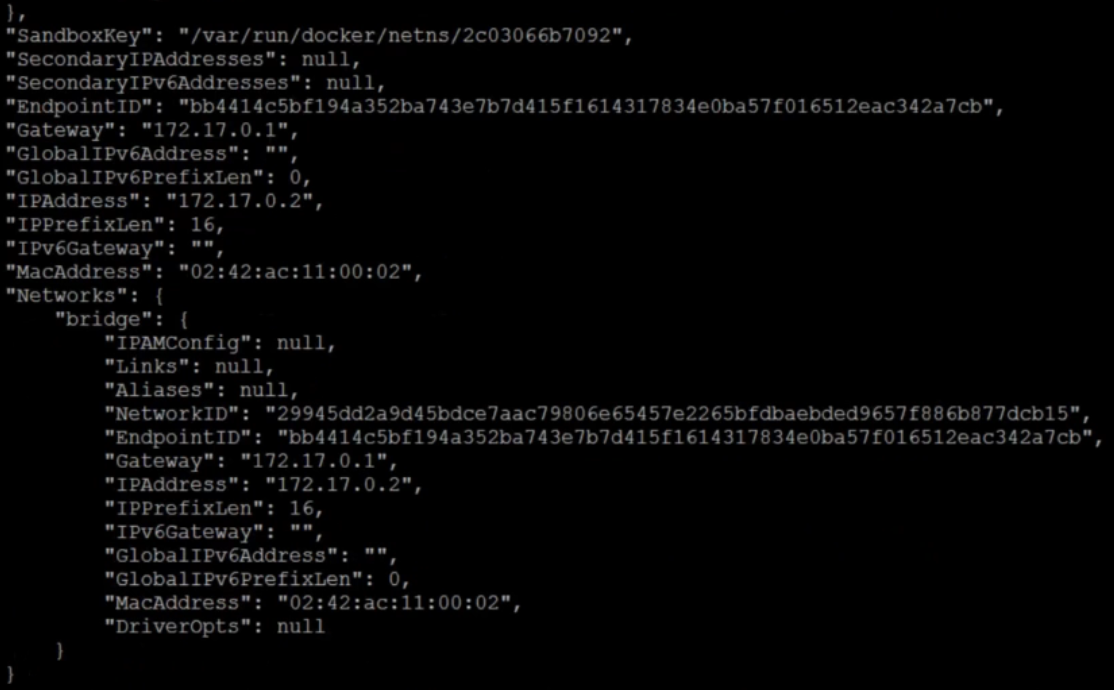 },
"SandboxKey": "/var/run/docker/netns/2c03066b7092",
"SecondaryIPAddresses": null,
"SecondaryIPv6Addresses": null,
"EndpointID": "bb4414c5bf194a352ba743e7b7d415f1614317834e0ba57f016512eac342a7cb",
"Gateway": "172.17.0.1",
"GlobalIPv6Address": "",
"GlobalIPv6PrefixLen": 0,
"IPAddress": "172.17.0.2",
"IPPrefixLen": 16,
"IPv6Gateway": "",
"MacAddress": "02:42:ac:11:00:02",
"Networks": {
    "bridge": {
        "IPAMConfig": null,
        "Links": null,
        "Aliases": null,
        "NetworkID": "29945dd2a9d45bdce7aac79806e65457e2265bfdbaebded9657f886b877dcb15",
        "EndpointID": "bb4414c5bf194a352ba743e7b7d415f1614317834e0ba57f016512eac342a7cb",
        "Gateway": "172.17.0.1",
        "IPAddress": "172.17.0.2",
        "IPPrefixLen": 16,
        "IPv6Gateway": "",
        "GlobalIPv6Address": "",
        "GlobalIPv6PrefixLen": 0,
        "MacAddress": "02:42:ac:11:00:02",
        "DriverOpts": null
    }
}